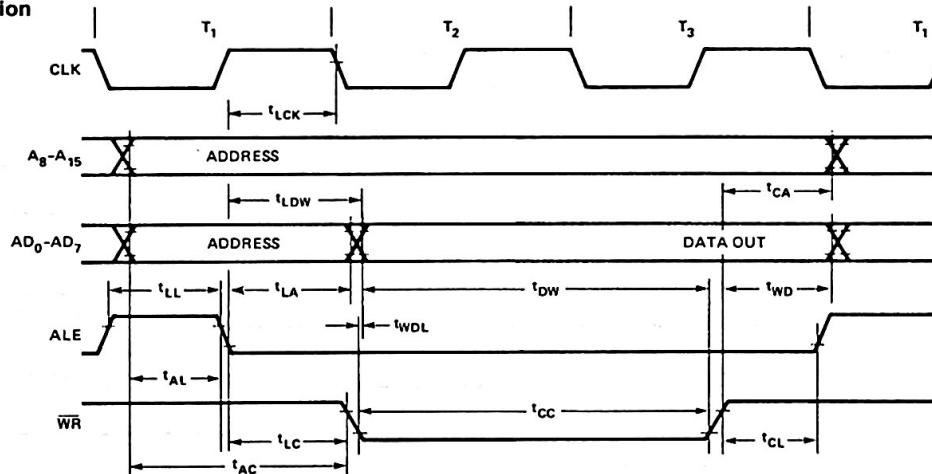 ion
T1 T2 T3 T1
CLK
tLCK
A8-A15 ADDRESS
tLDW tCA
AD0-AD7 ADDRESS DATA OUT
tLL tLA tDW tWD
tWDL
ALE
tAL
WR tCC
tLC tCL
tAC